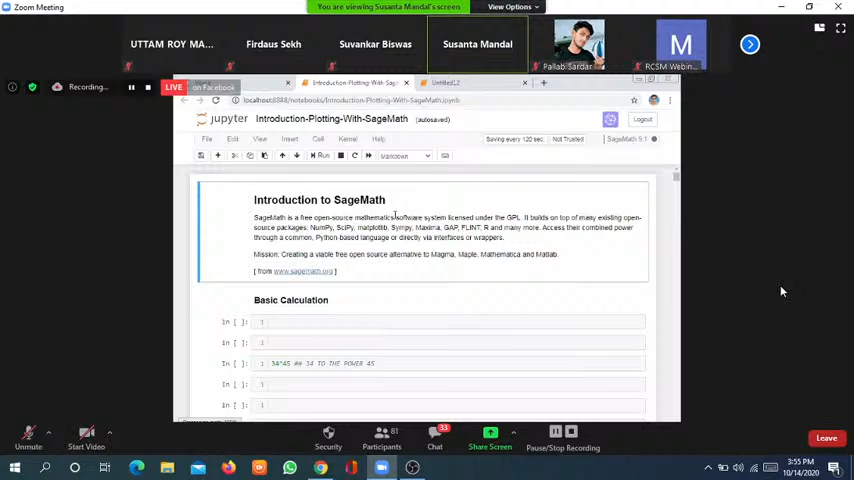 Zoom Meeting
You are viewing Susanta Mandal's screen
View Options
UTTAM ROY MA...
Firdaus Sekh
Suvankar Biswas
Susanta Mandal
Pallab Sardar
M
RCSM Webin...
Recording...
LIVE
on Facebook
Introduction-Plotting-With-Sage
Untitled12
localhost:8888/notebooks/Introduction-Plotting-With-SageMath.ipynb
jupyter
Introduction-Plotting-With-SageMath
(autosaved)
Logout
File Edit View Insert Cell Kernel Help
Saving every 120 sec.
Not Trusted
SageMath 9.1
Run
Markdown
Introduction to SageMath
SageMath is a free open-source mathematics software system licensed under the GPL. It builds on top of many existing open-
source packages: NumPy, SciPy, matplotlib, Sympy, Maxima, GAP, FLINT, R and many more. Access their combined power
through a common, Python-based language or directly via interfaces or wrappers.
Mission: Creating a viable free open source alternative to Magma, Maple, Mathematica and Matlab.
[ from www.sagemath.org ]
Basic Calculation
In [ ]: 1
In [ ]: 1
In [ ]: 1 34^45 ## 34 TO THE POWER 45
In [ ]: 1
In [ ]: 1
Unmute
Start Video
Security
81
Participants
33
Chat
Share Screen
Pause/Stop Recording
Leave
3:55 PM
10/14/2020